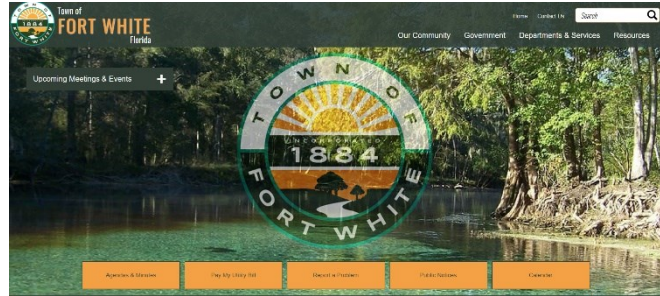 Town of
FORT WHITE
Florida
Home Contact Us Search
Our Community Government Departments & Services Resources
Upcoming Meetings & Events +
TOWN OF
INCORPORATED
1884
FORT WHITE
Agendas & Minutes Pay My Utility Bill Report a Problem Public Notices Calendar